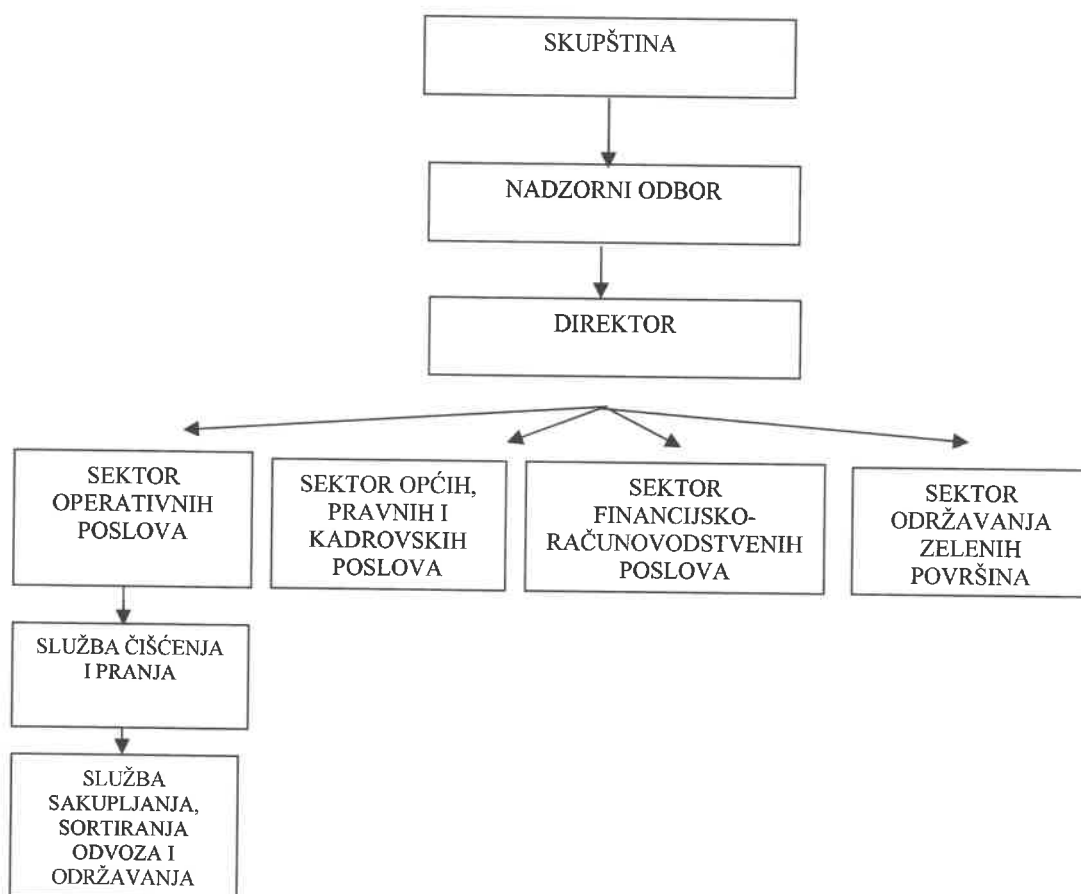 SKUPŠTINA
NADZORNI ODBOR
DIREKTOR
SEKTOR
OPERATIVNIH
POSLOVA
SEKTOR OPĆIH,
PRAVNIH I
KADROVSKIH
POSLOVA
SEKTOR
FINANCIJSKO-
RAČUNOVODSTVENIH
POSLOVA
SEKTOR
ODRŽAVANJA
ZELENIH
POVRŠINA
SLUŽBA ČIŠĆENJA
I PRANJA
SLUŽBA
SAKUPLJANJA,
SORTIRANJA
ODVOZA I
ODRŽAVANJA